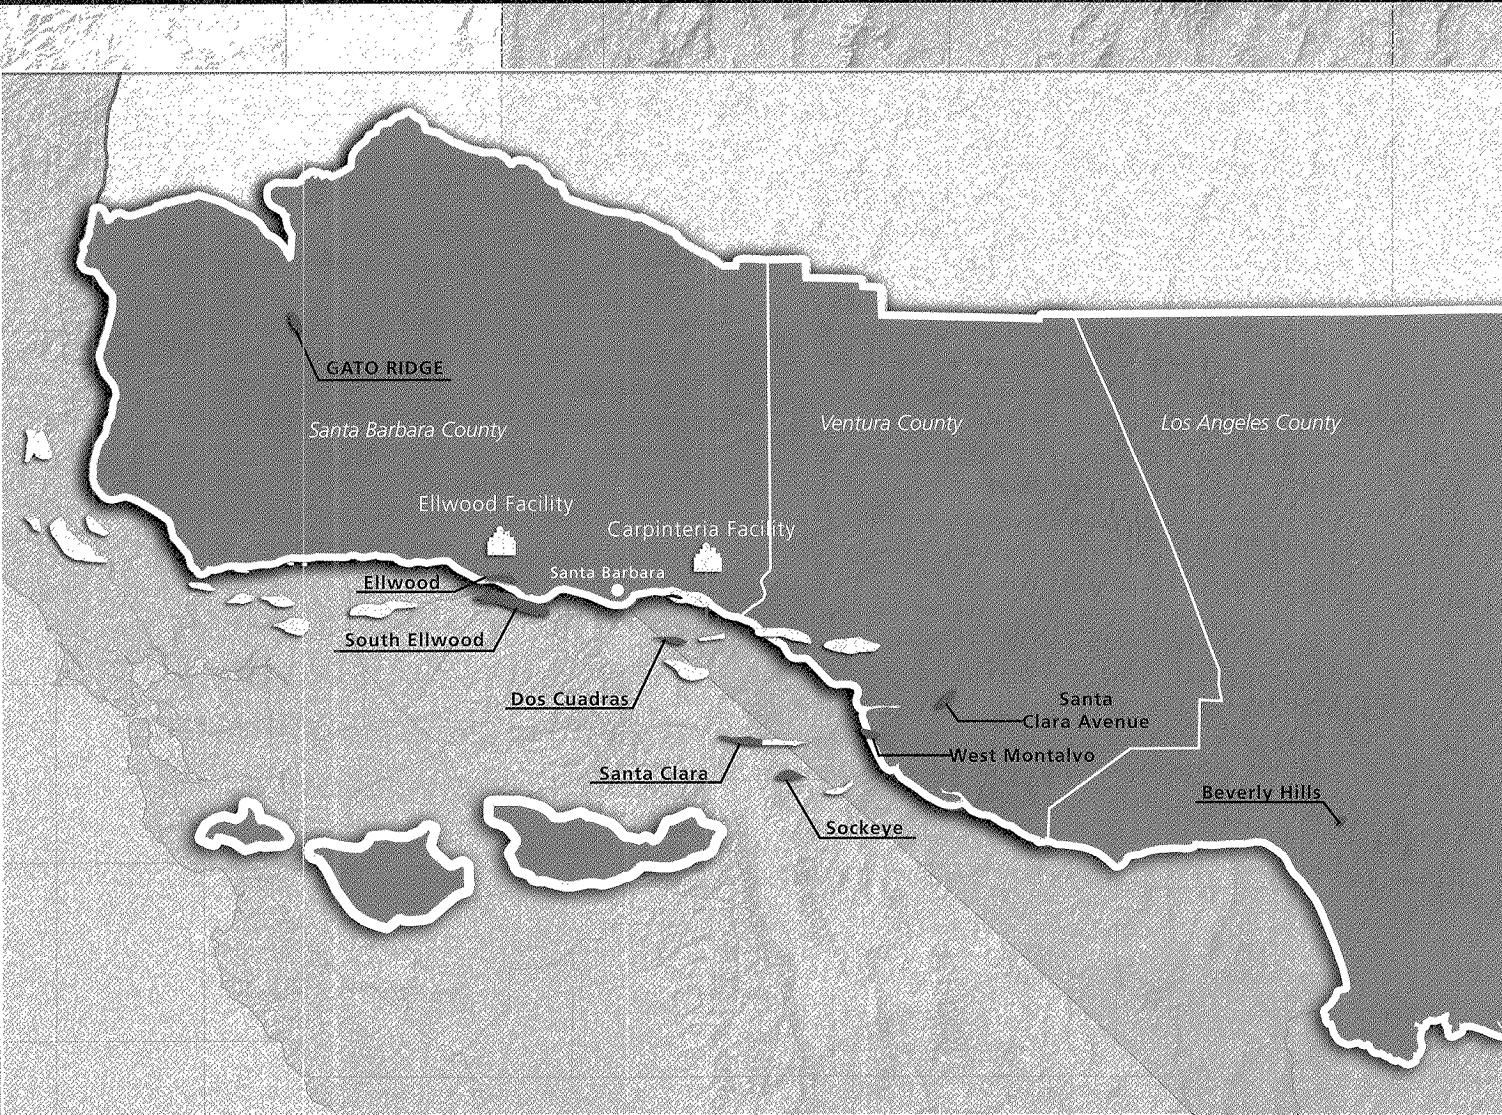 GATO RIDGE
Santa Barbara County
Ventura County
Los Angeles County
Ellwood Facility
Carpinteria Facility
Ellwood
Santa Barbara
South Ellwood
Dos Cuadras
Santa
Clara Avenue
West Montalvo
Santa Clara
Beverly Hills
Sockeye